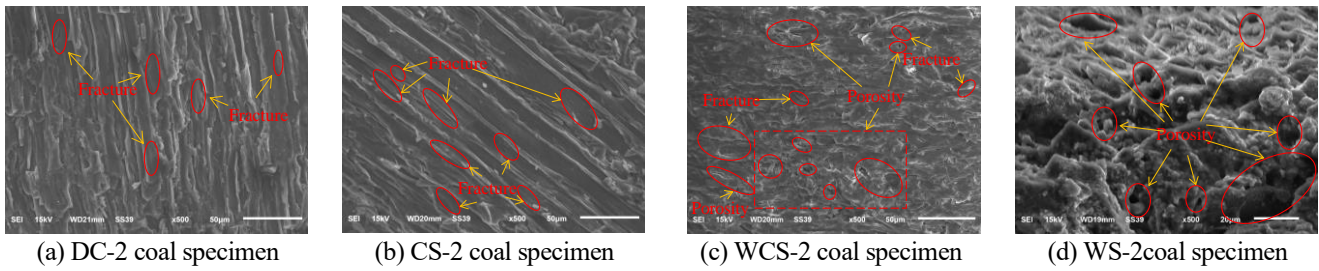 Fracture
Fracture
SEI 15kV WD21mm SS39 x500 50μm
(a) DC-2 coal specimen
Fracture
Fracture
SEI 15kV WD20mm SS39 x500 50μm
(b) CS-2 coal specimen
Fracture
Fracture
Porosity
Porosity
SEI 15kV WD20mm SS39 x500 50μm
(c) WCS-2 coal specimen
Porosity
SEI 15kV WD19mm x500 20μm
SS39
(d) WS-2coal specimen